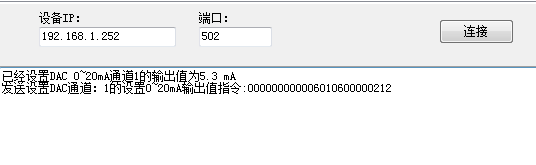 设备IP:
端口:
192.168.1.252
502
连接
已经设置DAC 0~20mA通道1的输出值为5.3 mA
发送设置DAC通道: 1的设置0~20mA输出值指令:000000000006010600000212